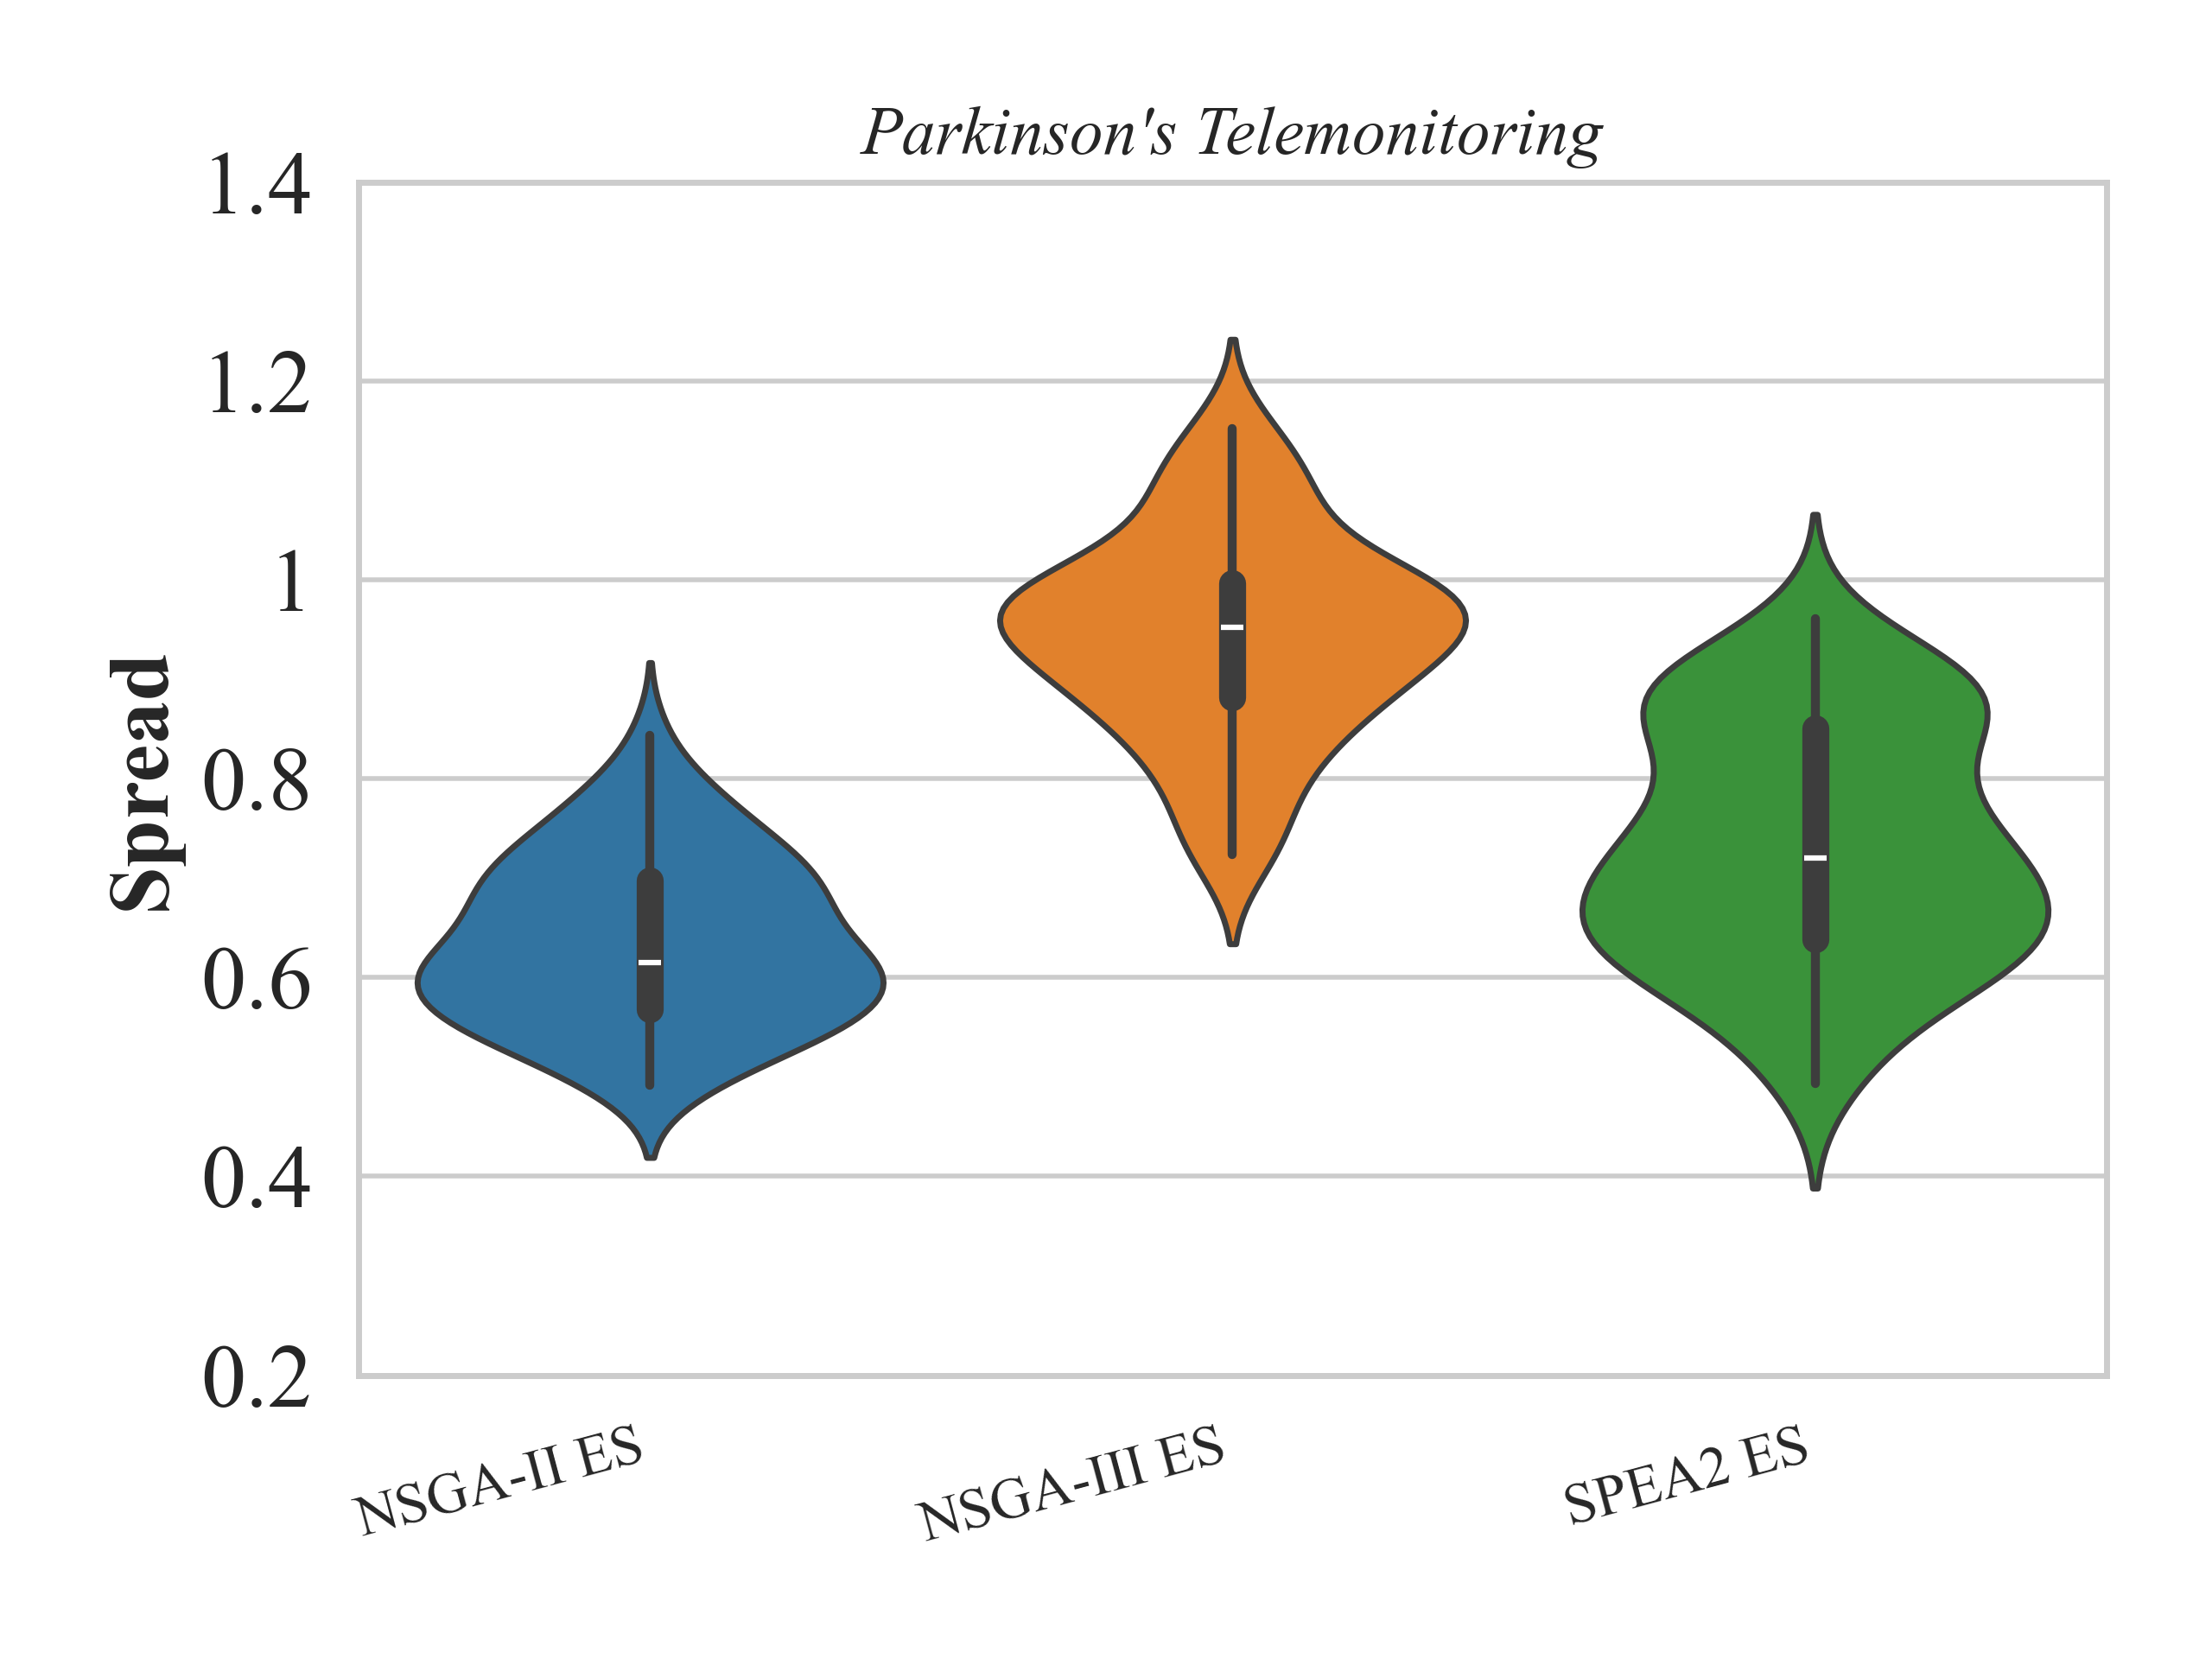 Parkinson's Telemonitoring
1.4
1.2
1
0.8
0.6
0.4
0.2
Spread
NSGA-II ES
NSGA-III ES
SPEA2 ES